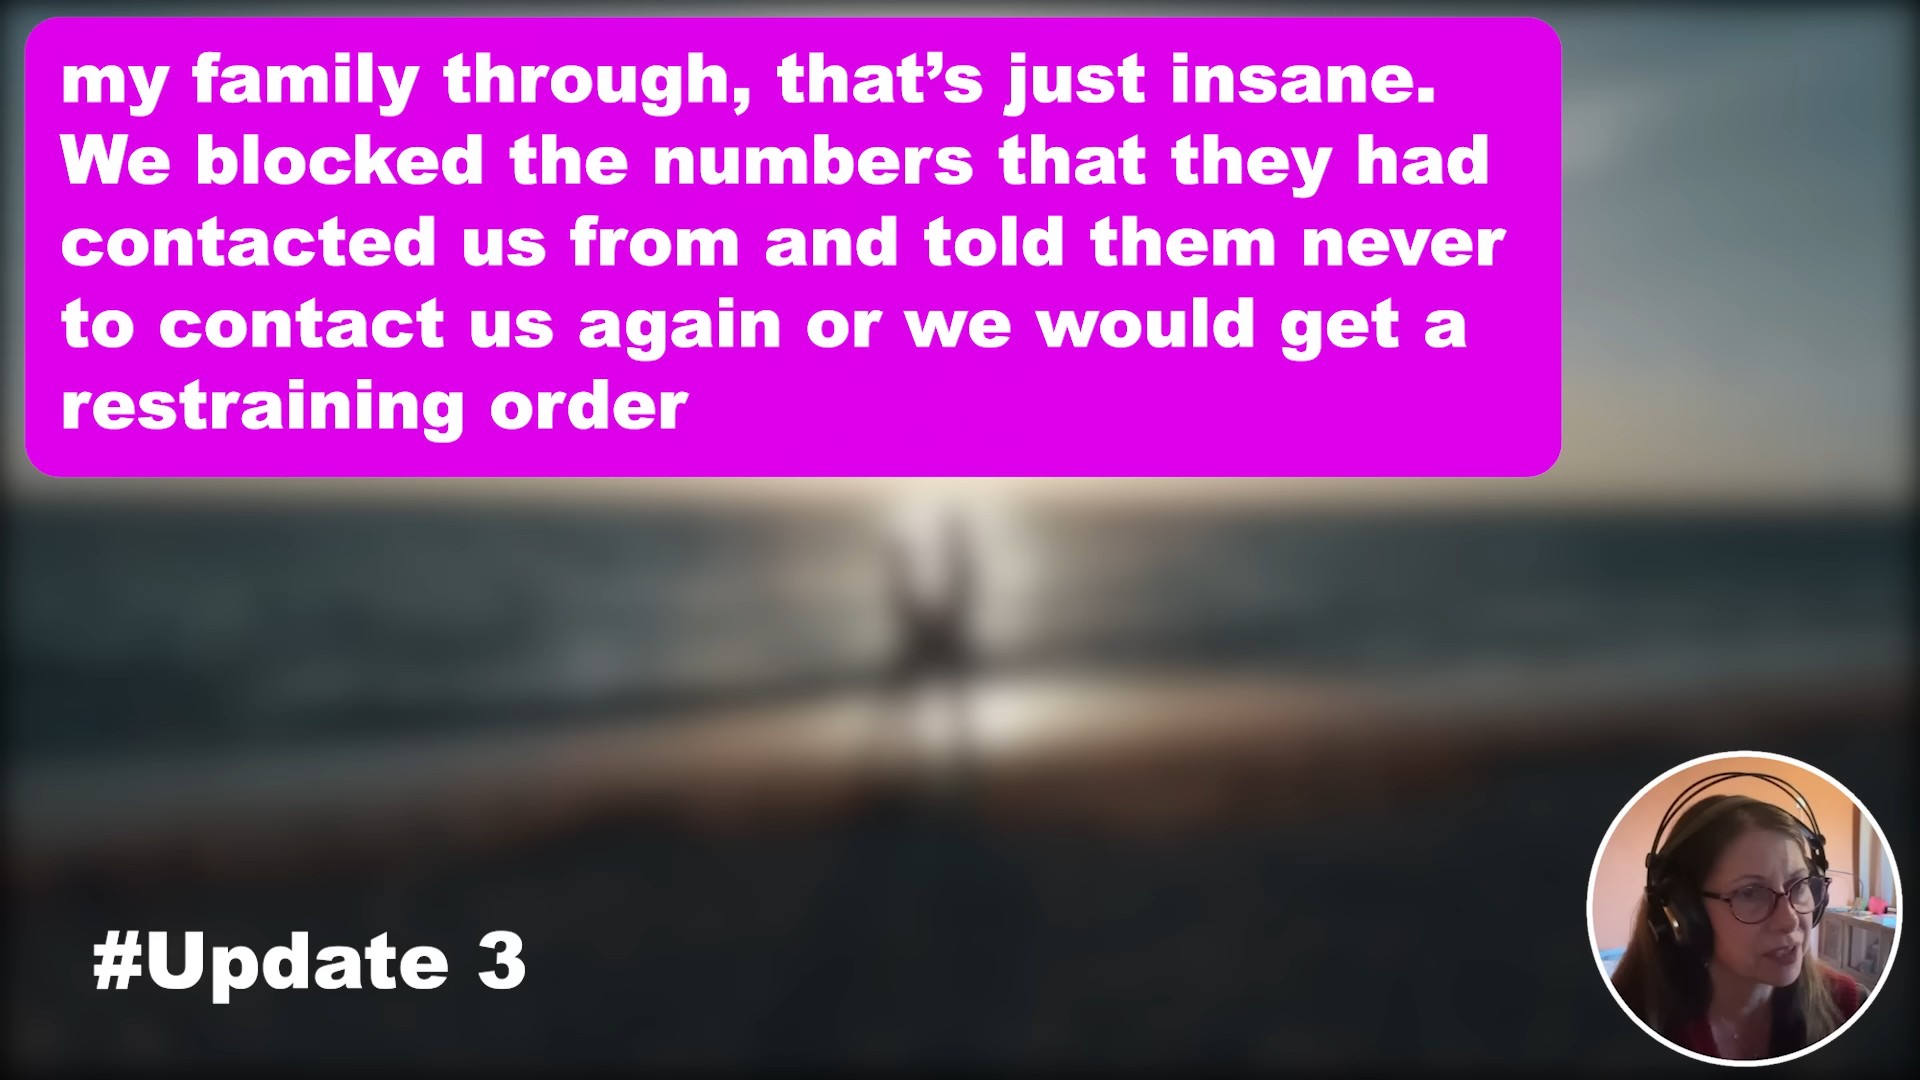 my family through, that’s just insane.
We blocked the numbers that they had
contacted us from and told them never
to contact us again or we would get a
restraining order
#Update 3